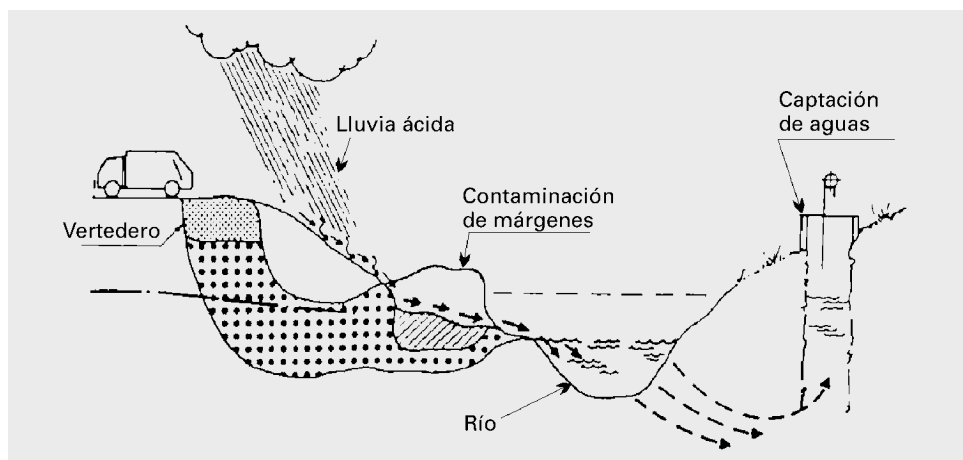 Lluvia ácida
Captación
de aguas
Contaminación
de márgenes
Vertedero
Río